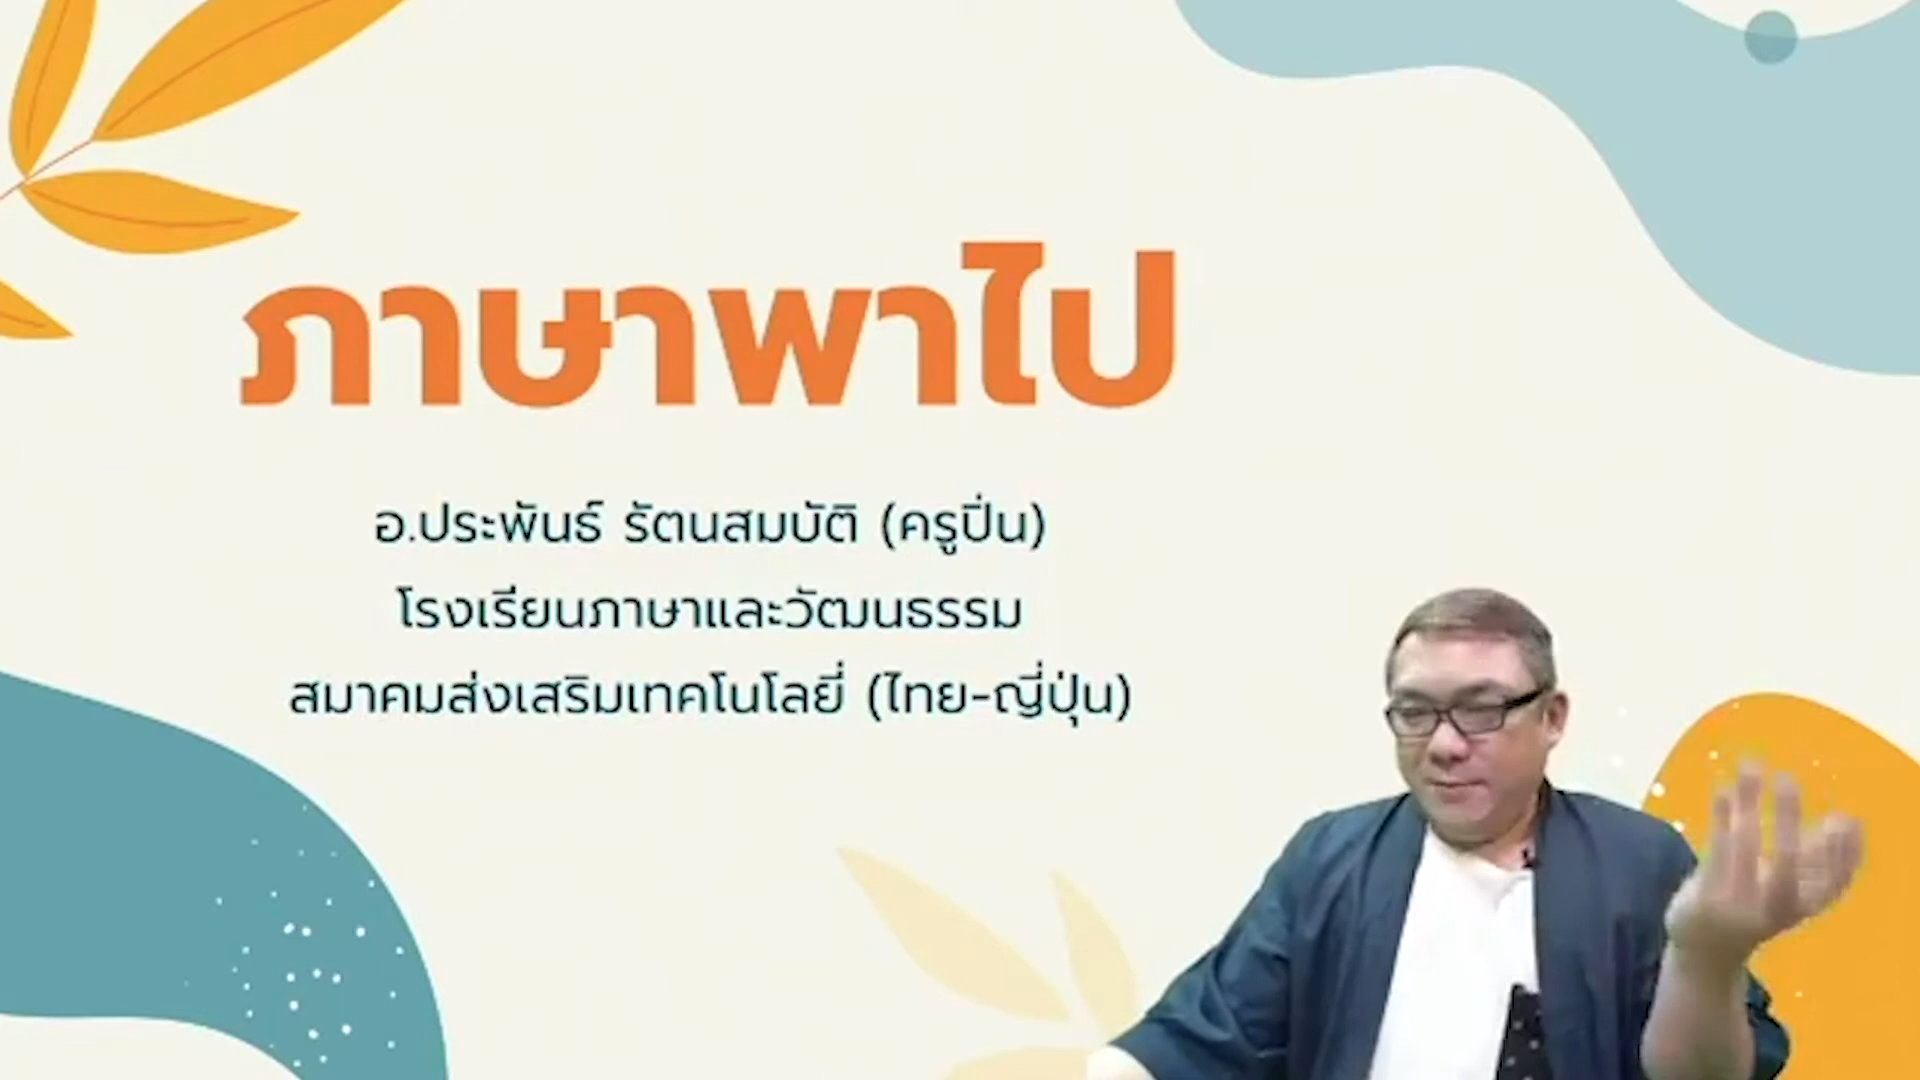 ภาษาพาไป
อ.ประพันธ์ รัตนสมบัติ (ครูปิ่น)
โรงเรียนภาษาและวัฒนธรรม
สมาคมส่งเสริมเทคโนโลยี่ (ไทย-ญี่ปุ่น)